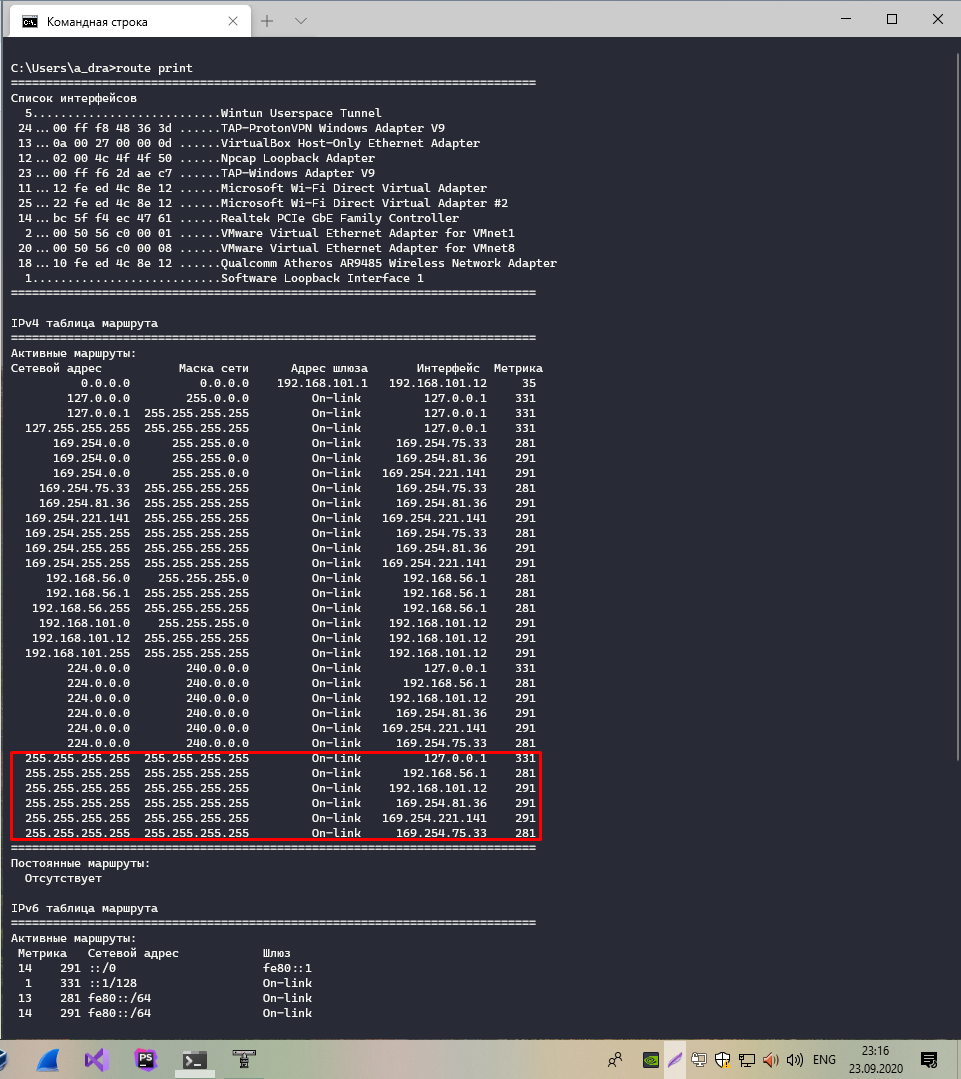 Командная строка
C:\Users\a_dra>route print
===========================================================================
Список интерфейсов
  5...........................Wintun Userspace Tunnel
 24...00 ff f8 48 36 3d ......TAP-ProtonVPN Windows Adapter V9
 13...0a 00 27 00 00 0d ......VirtualBox Host-Only Ethernet Adapter
 12...02 00 4c 4f 4f 50 ......Npcap Loopback Adapter
 23...00 ff f6 2d ae c7 ......TAP-Windows Adapter V9
 11...12 fe ed 4c 8e 12 ......Microsoft Wi-Fi Direct Virtual Adapter
 25...22 fe ed 4c 8e 12 ......Microsoft Wi-Fi Direct Virtual Adapter #2
 14...bc 5f f4 ec 47 61 ......Realtek PCIe GbE Family Controller
  2...00 50 56 c0 00 01 ......VMware Virtual Ethernet Adapter for VMnet1
 20...00 50 56 c0 00 08 ......VMware Virtual Ethernet Adapter for VMnet8
 18...10 fe ed 4c 8e 12 ......Qualcomm Atheros AR9485 Wireless Network Adapter
  1...........................Software Loopback Interface 1
===========================================================================
IPv4 таблица маршрута
===========================================================================
Активные маршруты:
Сетевой адрес           Маска сети      Адрес шлюза       Интерфейс  Метрика
          0.0.0.0          0.0.0.0    192.168.101.1   192.168.101.12     35
        127.0.0.0        255.0.0.0         On-link         127.0.0.1    331
        127.0.0.1  255.255.255.255         On-link         127.0.0.1    331
  127.255.255.255  255.255.255.255         On-link         127.0.0.1    331
      169.254.0.0      255.255.0.0         On-link     169.254.75.33    281
      169.254.0.0      255.255.0.0         On-link     169.254.81.36    291
      169.254.0.0      255.255.0.0         On-link   169.254.221.141    291
    169.254.75.33  255.255.255.255         On-link     169.254.75.33    281
    169.254.81.36  255.255.255.255         On-link     169.254.81.36    291
  169.254.221.141  255.255.255.255         On-link   169.254.221.141    291
  169.254.255.255  255.255.255.255         On-link     169.254.75.33    281
  169.254.255.255  255.255.255.255         On-link     169.254.81.36    291
  169.254.255.255  255.255.255.255         On-link   169.254.221.141    291
     192.168.56.0    255.255.255.0         On-link      192.168.56.1    281
     192.168.56.1  255.255.255.255         On-link      192.168.56.1    281
   192.168.56.255  255.255.255.255         On-link      192.168.56.1    281
    192.168.101.0    255.255.255.0         On-link    192.168.101.12    291
   192.168.101.12  255.255.255.255         On-link    192.168.101.12    291
  192.168.101.255  255.255.255.255         On-link    192.168.101.12    291
        224.0.0.0        240.0.0.0         On-link         127.0.0.1    331
        224.0.0.0        240.0.0.0         On-link      192.168.56.1    281
        224.0.0.0        240.0.0.0         On-link    192.168.101.12    291
        224.0.0.0        240.0.0.0         On-link     169.254.81.36    291
        224.0.0.0        240.0.0.0         On-link   169.254.221.141    291
        224.0.0.0        240.0.0.0         On-link     169.254.75.33    281
  255.255.255.255  255.255.255.255         On-link         127.0.0.1    331
  255.255.255.255  255.255.255.255         On-link      192.168.56.1    281
  255.255.255.255  255.255.255.255         On-link    192.168.101.12    291
  255.255.255.255  255.255.255.255         On-link     169.254.81.36    291
  255.255.255.255  255.255.255.255         On-link   169.254.221.141    291
  255.255.255.255  255.255.255.255         On-link     169.254.75.33    281
===========================================================================
Постоянные маршруты:
  Отсутствует
IPv6 таблица маршрута
===========================================================================
Активные маршруты:
 Метрика   Сетевой адрес            Шлюз
 14    291 ::/0                     fe80::1
  1    331 ::1/128                  On-link
 13    281 fe80::/64                On-link
 14    291 fe80::/64                On-link
PS
ENG
23:16
23.09.2020